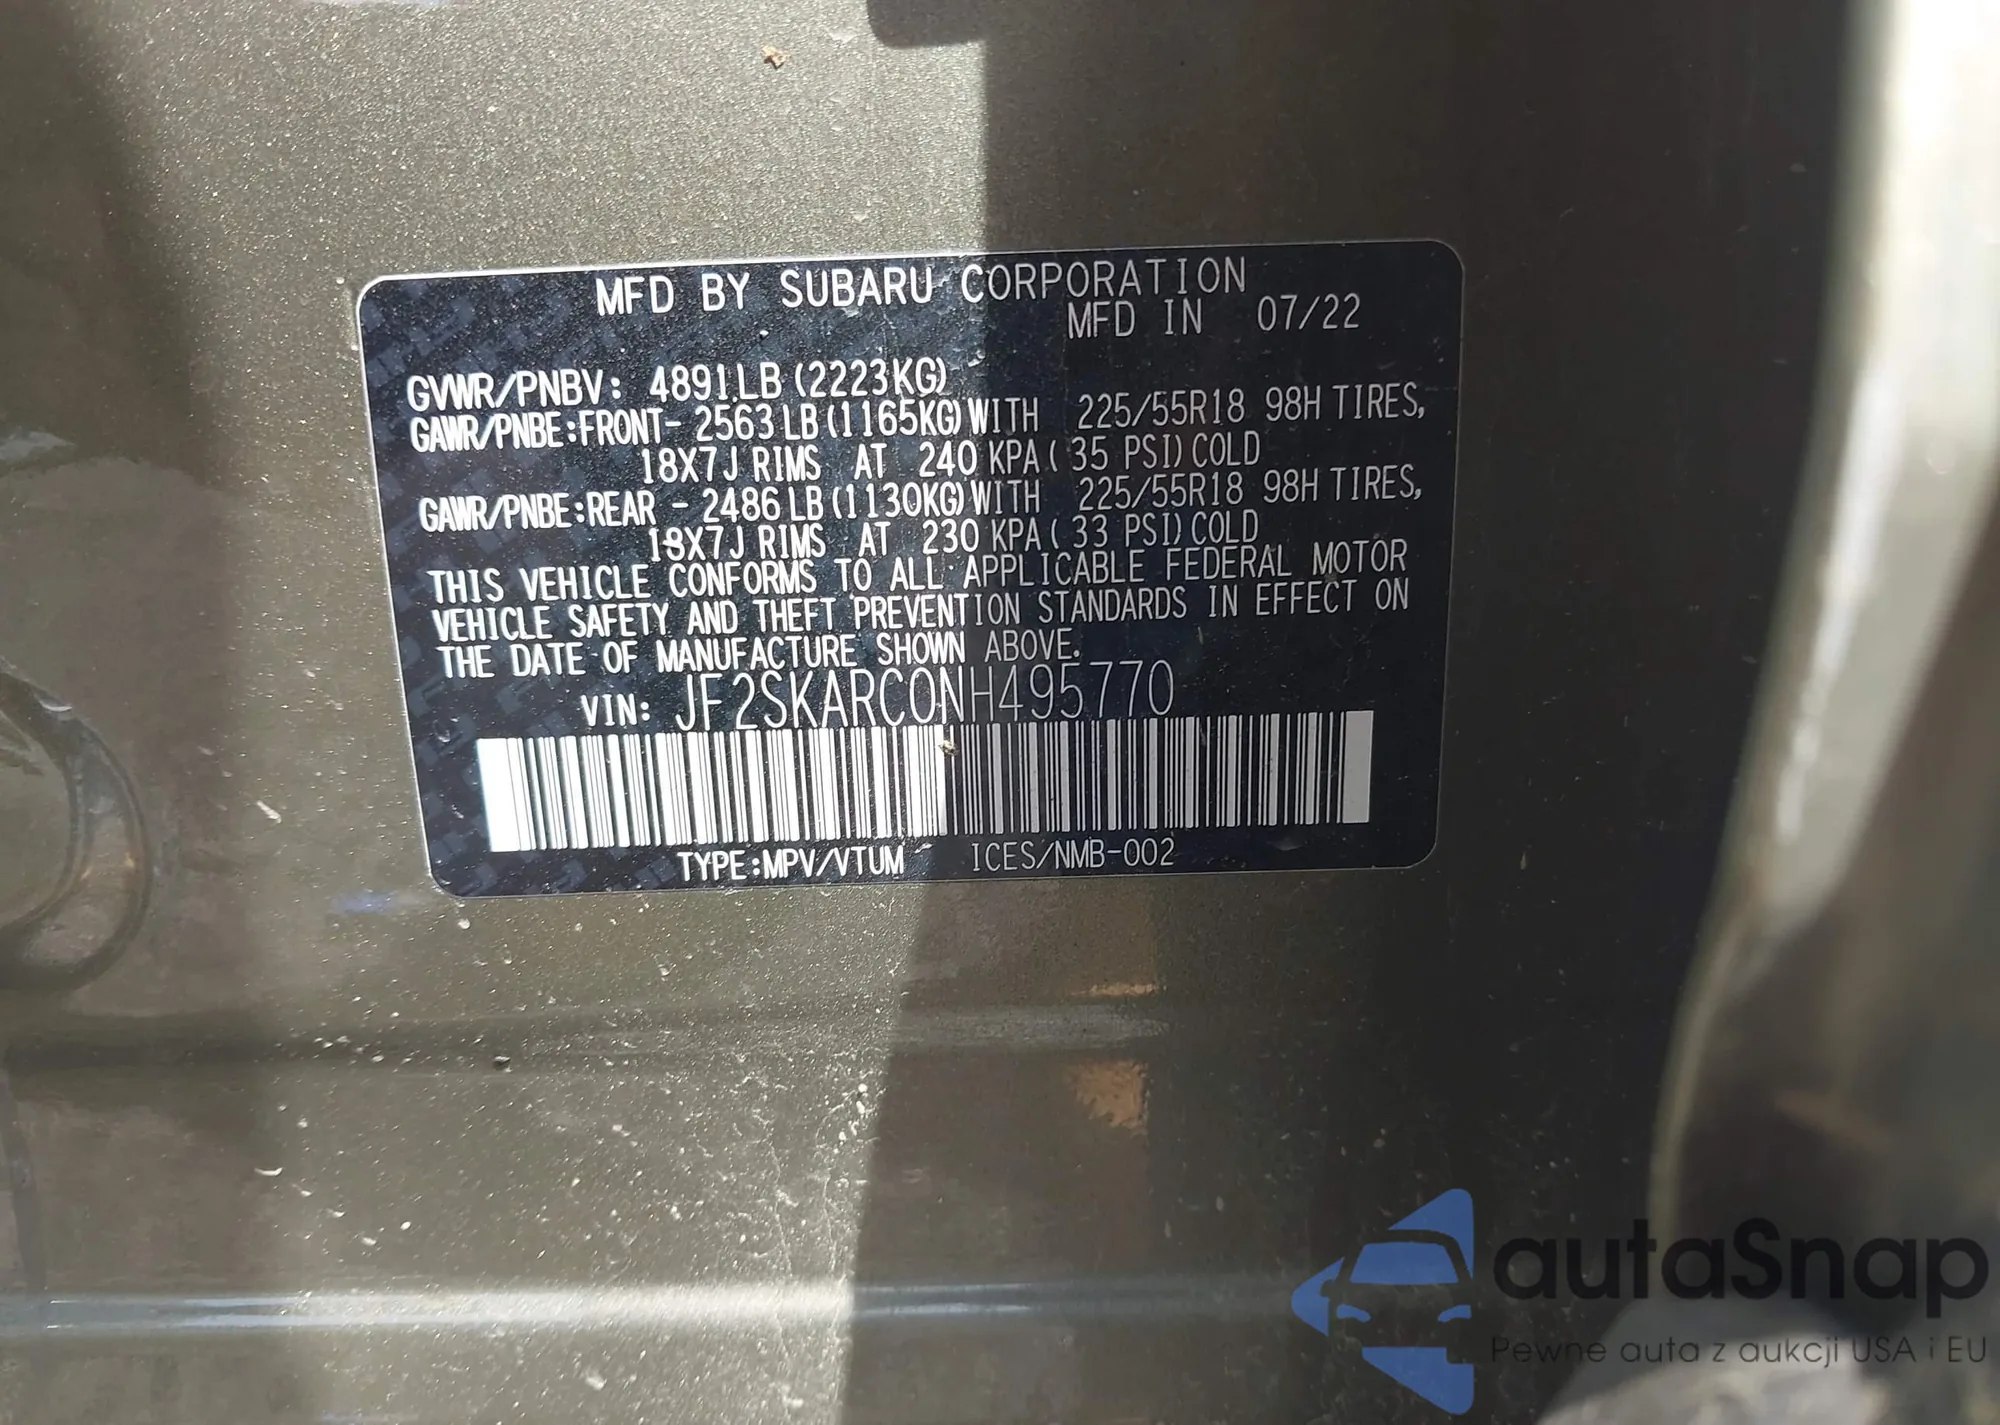 MFD BY SUBARU CORPORATION
MFD IN 07/22
GVWR/PNBV: 4891LB (2223KG)
GAWR/PNBE:FRONT- 2563LB (1165KG) WITH 225/55R18 98H TIRES,
18X7J RIMS AT 240 KPA ( 35 PSI) COLD
GAWR/PNBE:REAR - 2486LB (1130KG) WITH 225/55R18 98H TIRES,
18X7J RIMS AT 230 KPA ( 33 PSI) COLD
THIS VEHICLE CONFORMS TO ALL APPLICABLE FEDERAL MOTOR
VEHICLE SAFETY AND THEFT PREVENTION STANDARDS IN EFFECT ON
THE DATE OF MANUFACTURE SHOWN ABOVE.
VIN: JF2SKARC0NH495770
TYPE:MPV/VTUM ICES/NMB-002
autaSnap
Pewne auta z aukcji USA i EU